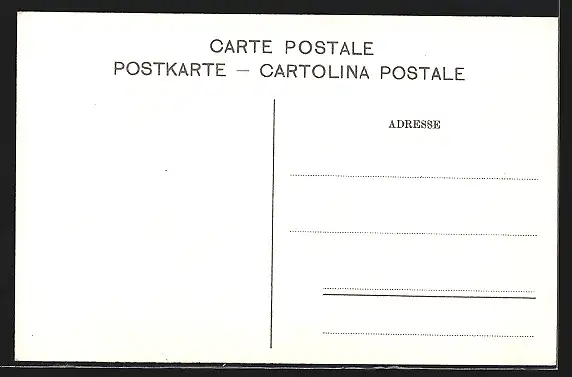 CARTE POSTALE
POSTKARTE — CARTOLINA POSTALE
ADRESSE